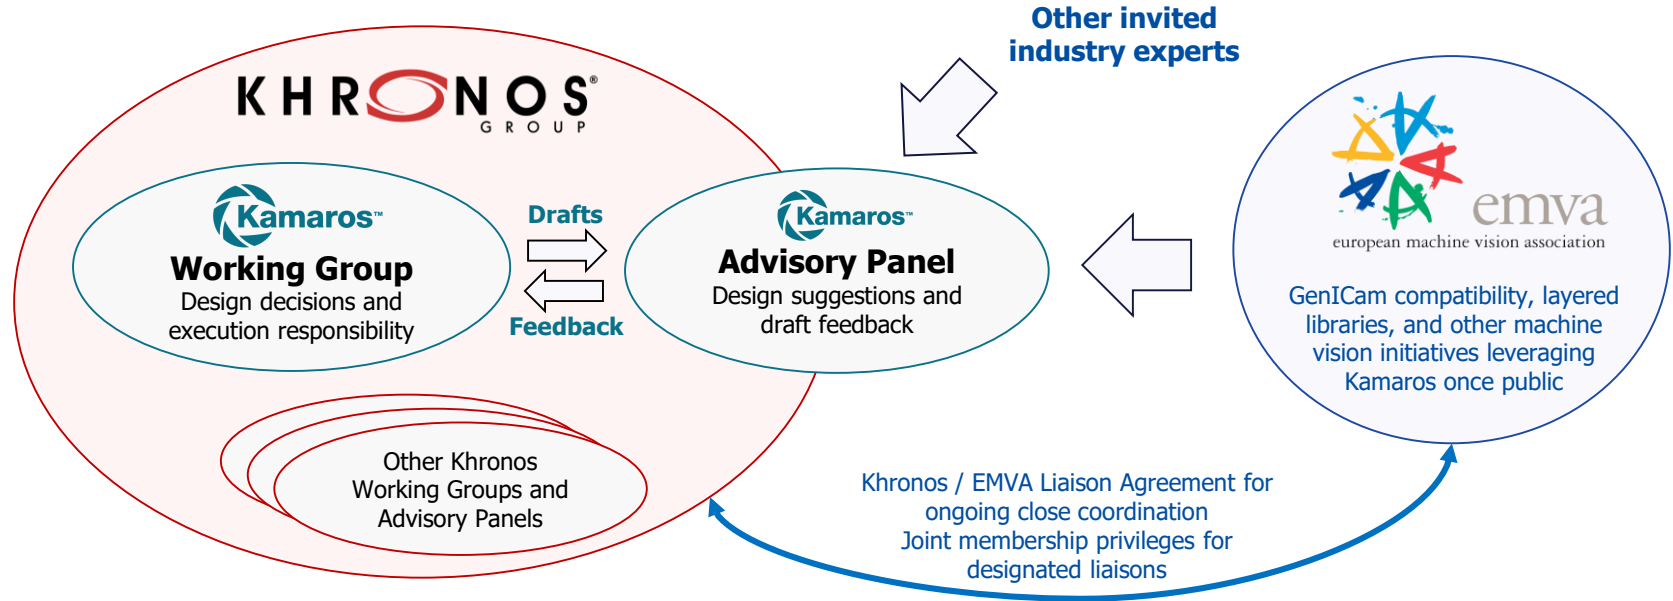 Other invited
industry experts
KHRONOS®
GROUP
Kamaros™
Working Group
Design decisions and
execution responsibility
Drafts
Feedback
Kamaros™
Advisory Panel
Design suggestions and
draft feedback
emva
european machine vision association
GenICam compatibility, layered
libraries, and other machine
vision initiatives leveraging
Kamaros once public
Other Khronos
Working Groups and
Advisory Panels
Khronos / EMVA Liaison Agreement for
ongoing close coordination
Joint membership privileges for
designated liaisons